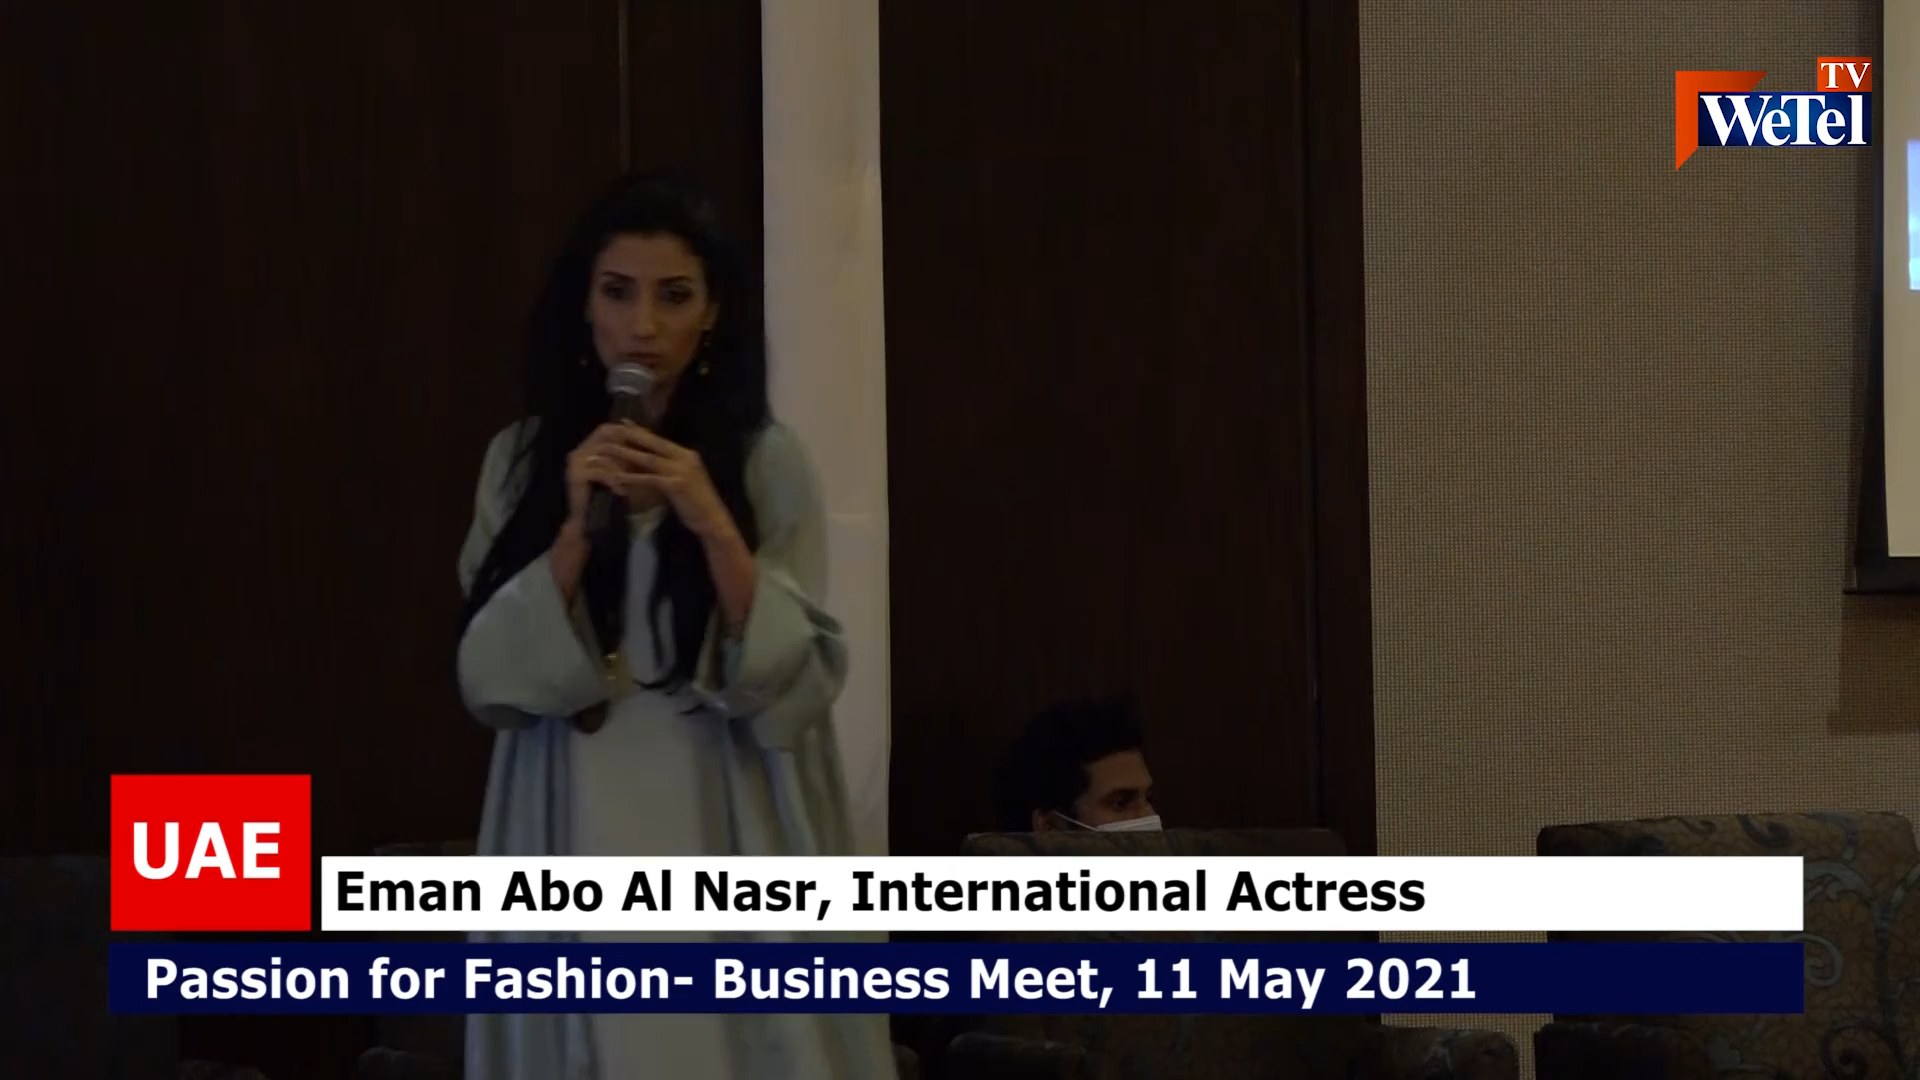 TV
WeTel
UAE
Eman Abo Al Nasr, International Actress
Passion for Fashion- Business Meet, 11 May 2021